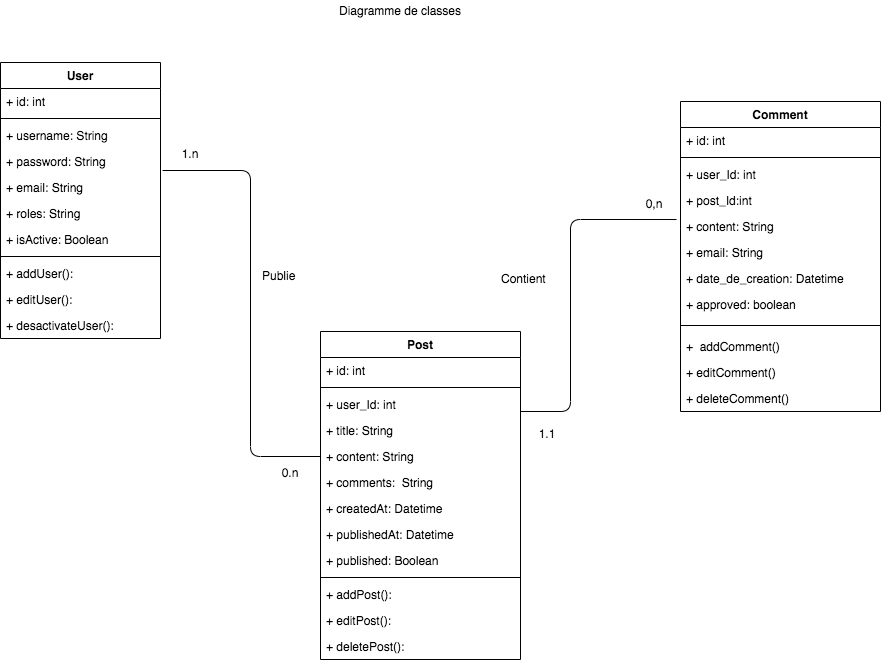 Diagramme de classes
User
+ id: int
+ username: String
+ password: String
+ email: String
+ roles: String
+ isActive: Boolean
+ addUser():
+ editUser():
+ desactivateUser():
1.n
Publie
0.n
Post
+ id: int
+ user_Id: int
+ title: String
+ content: String
+ comments:  String
+ createdAt: Datetime
+ publishedAt: Datetime
+ published: Boolean
+ addPost():
+ editPost():
+ deletePost():
1.1
Contient
0,n
Comment
+ id: int
+ user_Id: int
+ post_Id:int
+ content: String
+ email: String
+ date_de_creation: Datetime
+ approved: boolean
+  addComment()
+ editComment()
+ deleteComment()